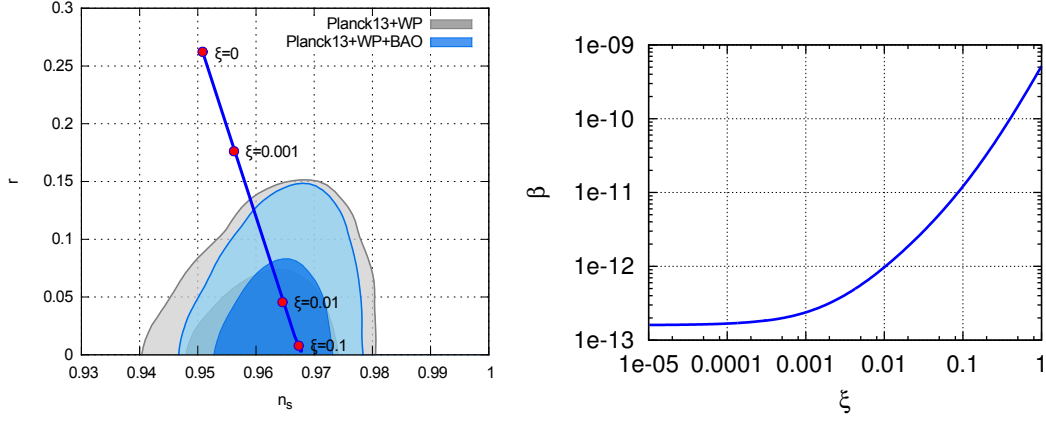 0.3
0.25
0.2
0.15
0.1
0.05
0
r
Planck13+WP
Planck13+WP+BAO
ξ=0
ξ=0.001
ξ=0.01
ξ=0.1
0.93
0.94
0.95
0.96
0.97
0.98
0.99
1
n_s
1e-09
1e-10
1e-11
1e-12
1e-13
β
1e-05
0.0001
0.001
0.01
0.1
1
ξ